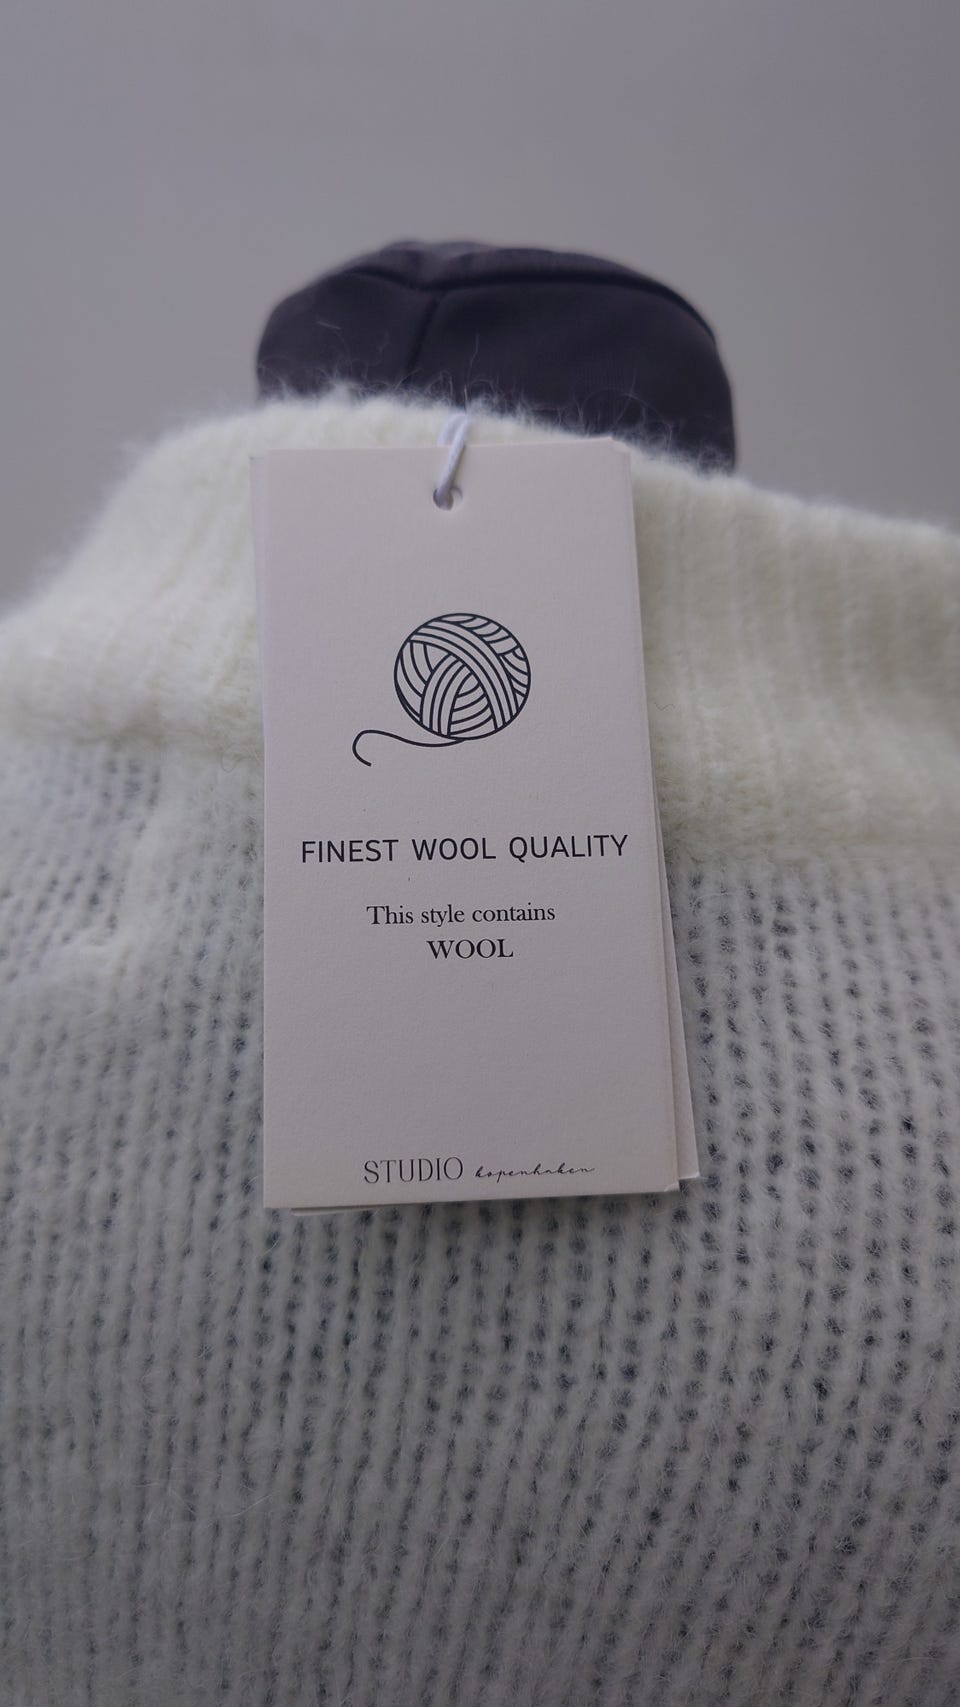 FINEST WOOL QUALITY
This style contains
WOOL
STUDIO kopenhaken